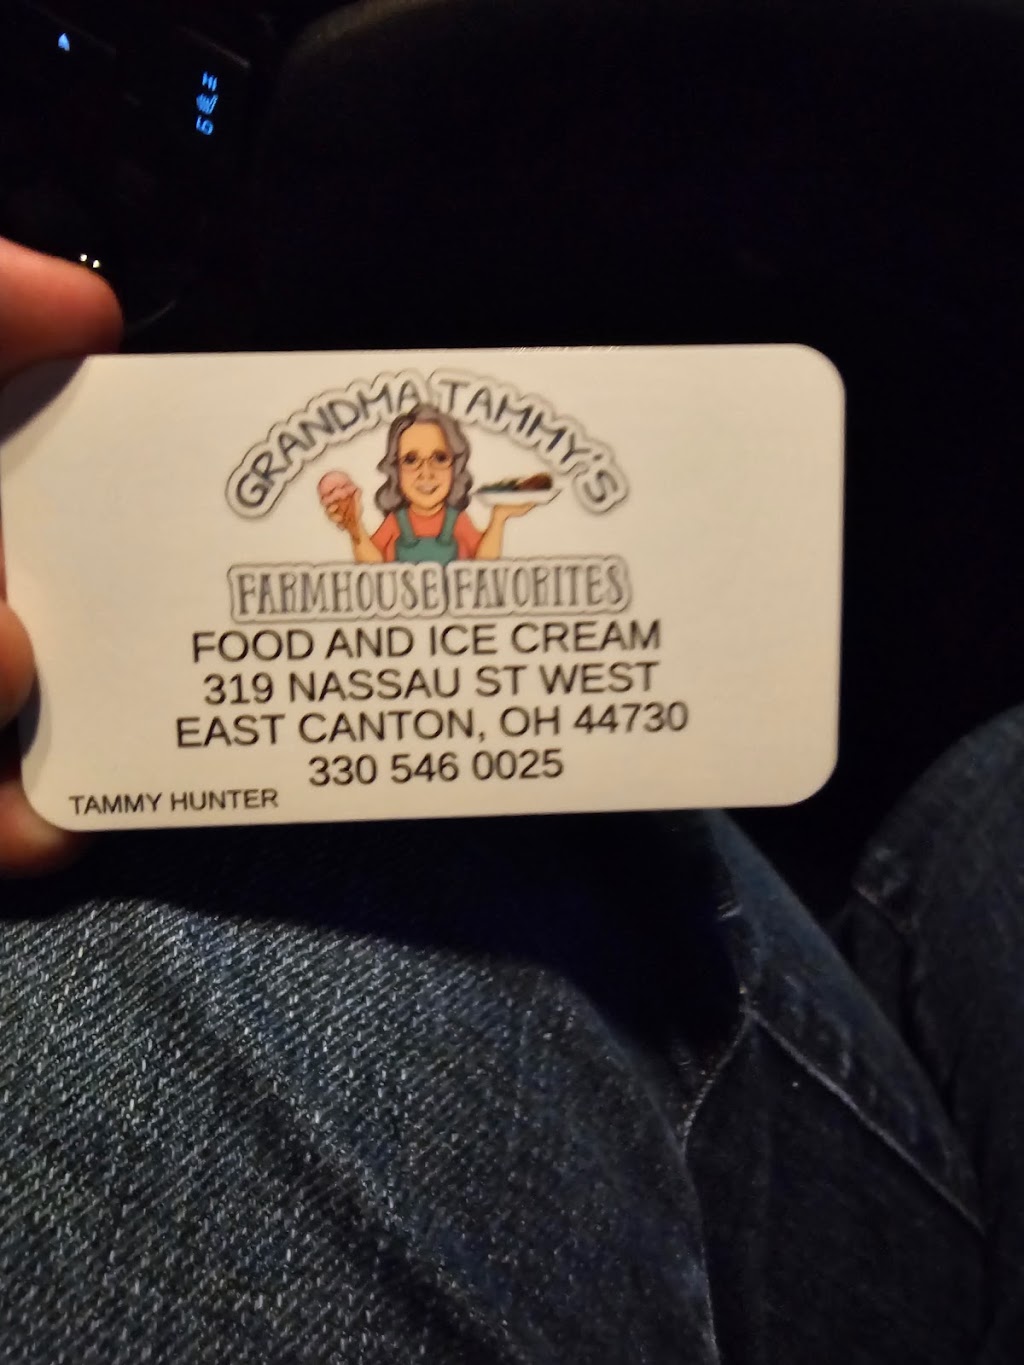 GRANDMA TAMMY'S
FARMHOUSE FAVORITES
FOOD AND ICE CREAM
319 NASSAU ST WEST
EAST CANTON, OH 44730
330 546 0025
TAMMY HUNTER